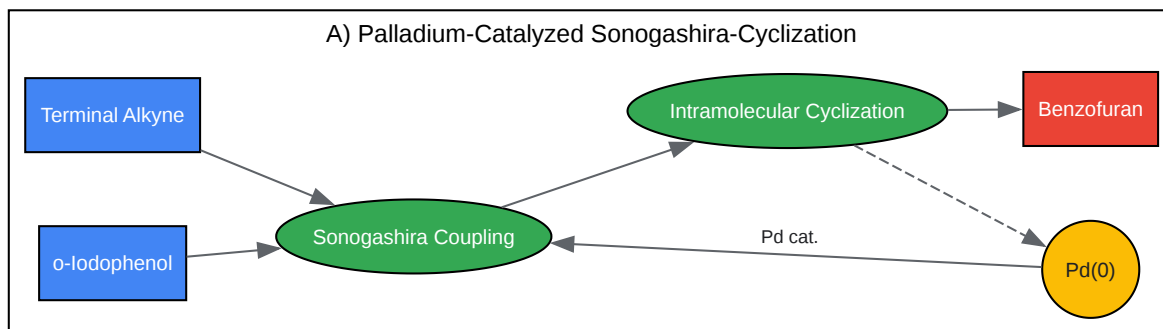 A) Palladium-Catalyzed Sonogashira-Cyclization
Terminal Alkyne
Intramolecular Cyclization
Benzofuran
Sonogashira Coupling
Pd cat.
o-Iodophenol
Pd(0)